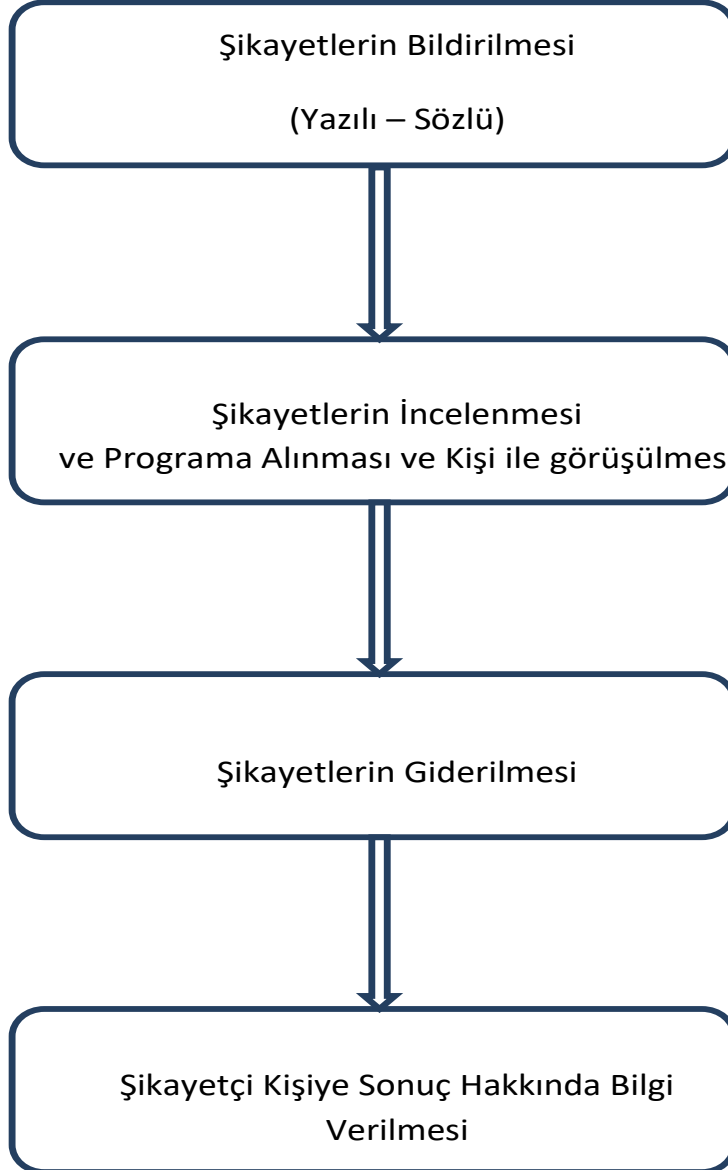 Şikayetlerin Bildirilmesi
(Yazılı – Sözlü)
Şikayetlerin İncelenmesi
ve Programa Alınması ve Kişi ile görüşülmes
Şikayetlerin Giderilmesi
Şikayetçi Kişiye Sonuç Hakkında Bilgi
Verilmesi